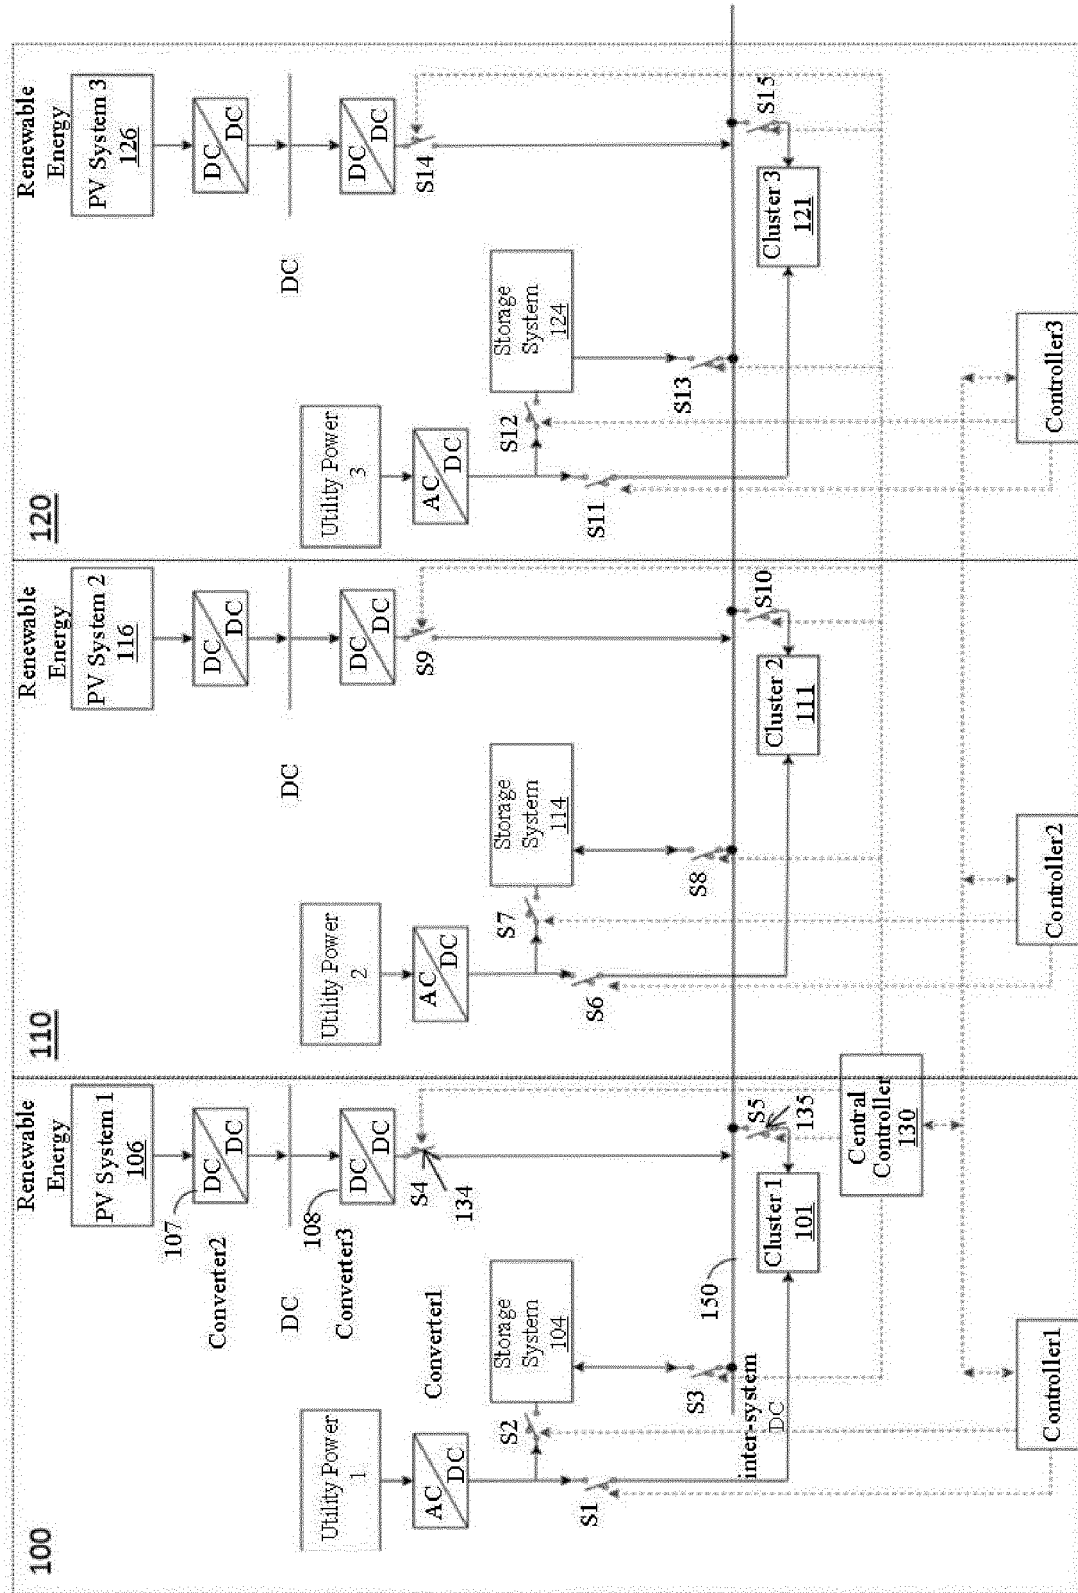 100
Utility Power
1
AC
DC
S1
S2
Converter1
Storage
System
104
S3
inter-system
DC
150
Renewable
Energy
PV System 1
106
107
DC
DC
Converter2
DC
108
DC
DC
Converter3
S4
134
S5
135
Cluster 1
101
Central
Controller
130
Controller1
110
Utility Power
2
AC
DC
S6
S7
Storage
System
114
S8
Renewable
Energy
PV System 2
116
DC
DC
DC
DC
DC
S9
S10
Cluster 2
111
Controller2
120
Utility Power
3
AC
DC
S11
S12
Storage
System
124
S13
Renewable
Energy
PV System 3
126
DC
DC
DC
DC
DC
S14
S15
Cluster 3
121
Controller3